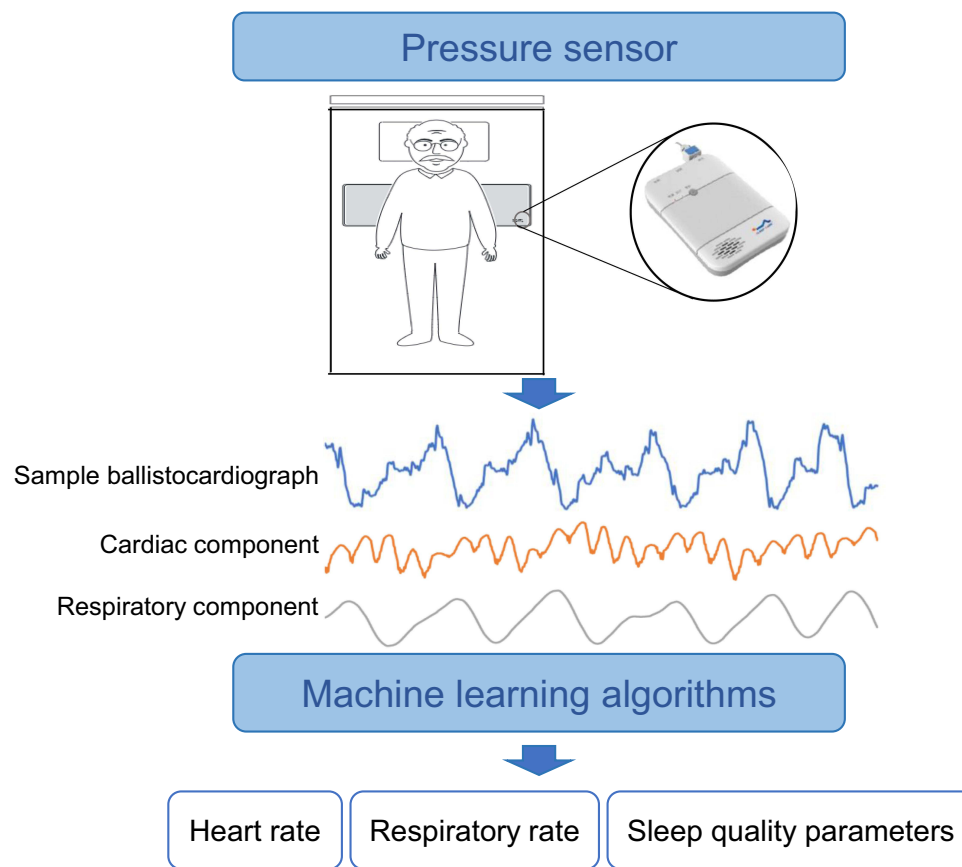 Pressure sensor
Sample ballistocardiograph
Cardiac component
Respiratory component
Machine learning algorithms
Heart rate
Respiratory rate
Sleep quality parameters